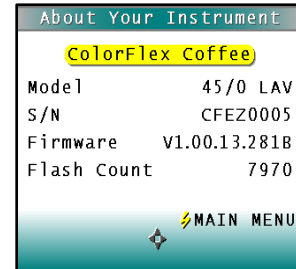 About Your Instrument
ColorFlex Coffee
Model 45/0 LAV
S/N CFEZ0005
Firmware V1.00.13.281B
Flash Count 7970
MAIN MENU